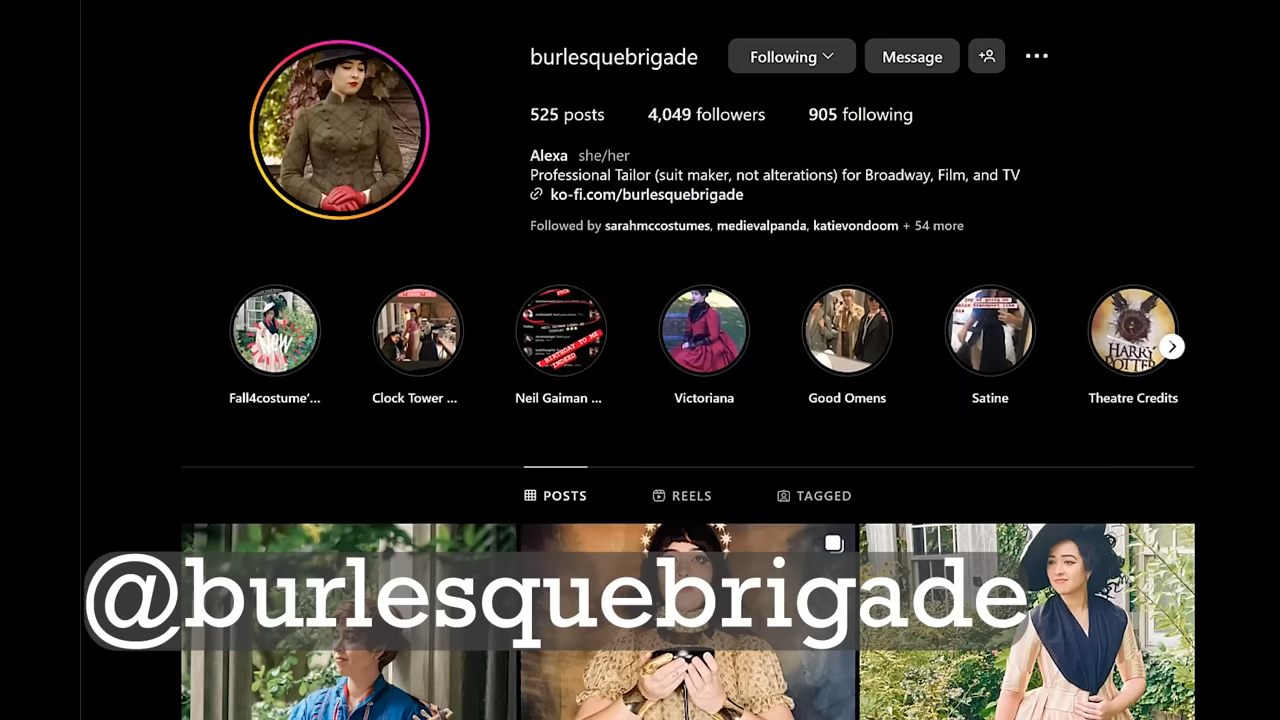 burlesquebrigade Following Message
525 posts 4,049 followers 905 following
Alexa she/her
Professional Tailor (suit maker, not alterations) for Broadway, Film, and TV
ko-fi.com/burlesquebrigade
Followed by sarahmccostumes, medievalpanda, katievondoom + 54 more
New
HARRY
POTTER
Fall4costume'... Clock Tower ... Neil Gaiman ... Victoriana Good Omens Satine Theatre Credits
POSTS REELS TAGGED
@burlesquebrigade